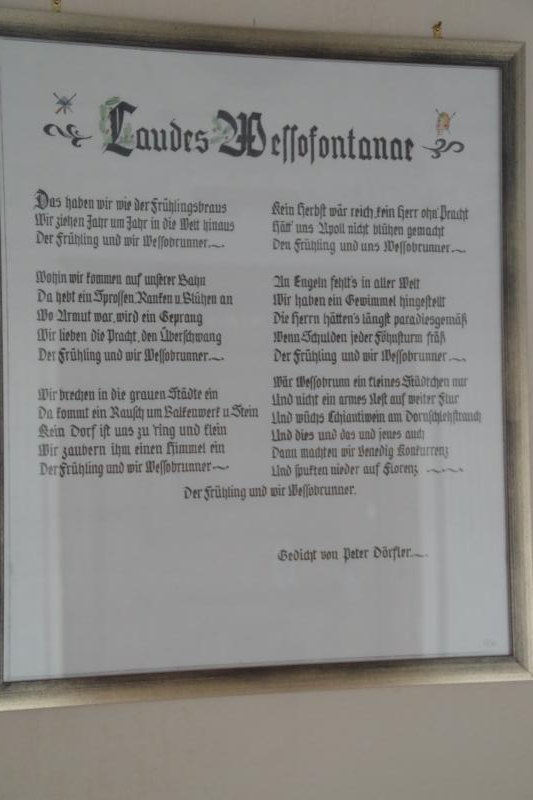 Laudes Wessofontanae
Das haben wir wie der Frühlingsbraus
Wir ziehen Jahr um Jahr in die Welt hinaus
Der Frühling und wir Wessobrunner
Wohin wir kommen auf unserer Bahn
Da hebt ein Sprossen, Ranken u. Blühen an
Wo Armut war, wird ein Geprang
Wir lieben die Pracht, den Überschwang
Der Frühling und wir Wessobrunner
Wir brechen in die grauen Städte ein
Da kommt ein Rausch um Balkenwerk u. Stein
Kein Dorf ist uns zu 'ring und klein
Wir zaubern ihm einen Himmel ein
Der Frühling und wir Wessobrunner
Kein Herbst wär reich, kein Herr ohn' Pracht
Hätt' uns Apoll nicht blühen gemacht
Den Frühling und uns Wessobrunner
An Engeln fehlt's in aller Welt
Wir haben ein Gewimmel hingestellt
Die Herrn hätten's längst paradiesgemäß
Wenn Schulden jeder Föhnsturm fräß
Der Frühling und wir Wessobrunner
Wär Wessobrunn ein kleines Städtchen nur
Und nicht ein armes Nest auf weiter Flur
Und wüchs Chiantiwein am Dornschlehstrauch
Und dies und das und jenes auch
Dann machten wir Venedig Konkurrenz
Und spukten nieder auf Florenz
Der Frühling und wir Wessobrunner.
Gedicht von Peter Dörfler